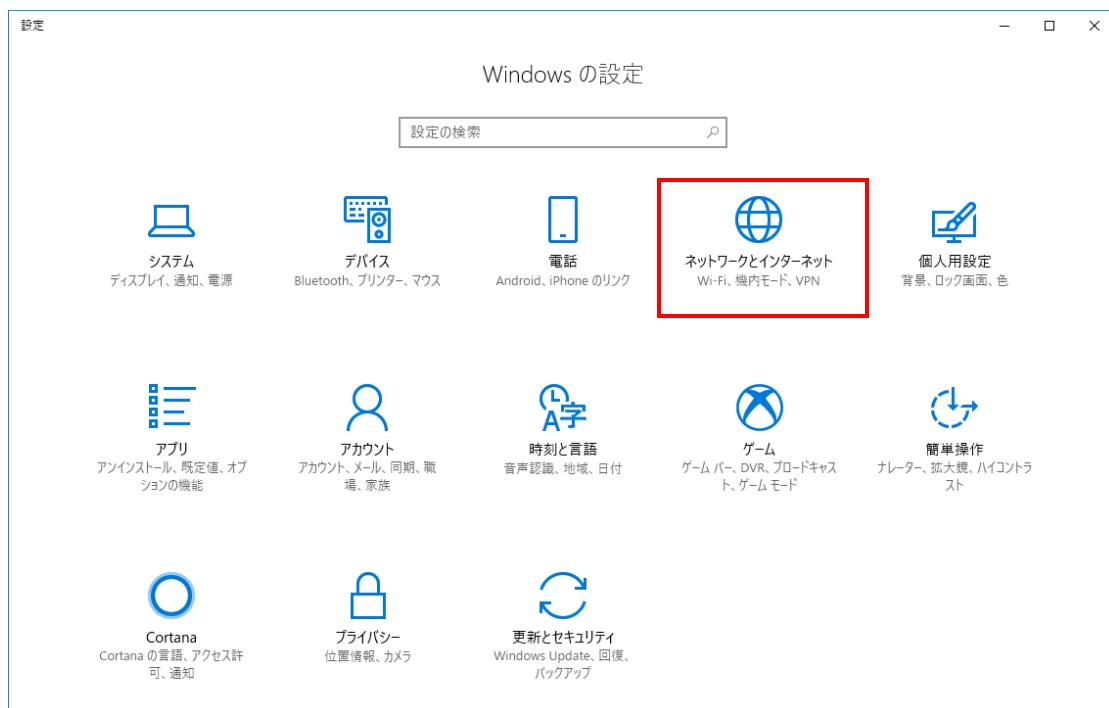 設定
Windows の設定
設定の検索
システム
ディスプレイ、通知、電源
デバイス
Bluetooth、プリンター、マウス
電話
Android、iPhone のリンク
ネットワークとインターネット
Wi-Fi、機内モード、VPN
個人用設定
背景、ロック画面、色
アプリ
アンインストール、既定値、オプ
ションの機能
アカウント
アカウント、メール、同期、職
場、家族
時刻と言語
音声認識、地域、日付
ゲーム
ゲーム バー、DVR、ブロードキャス
ト、ゲーム モード
簡単操作
ナレーター、拡大鏡、ハイコントラ
スト
Cortana
Cortana の言語、アクセス許
可、通知
プライバシー
位置情報、カメラ
更新とセキュリティ
Windows Update、回復、
バックアップ